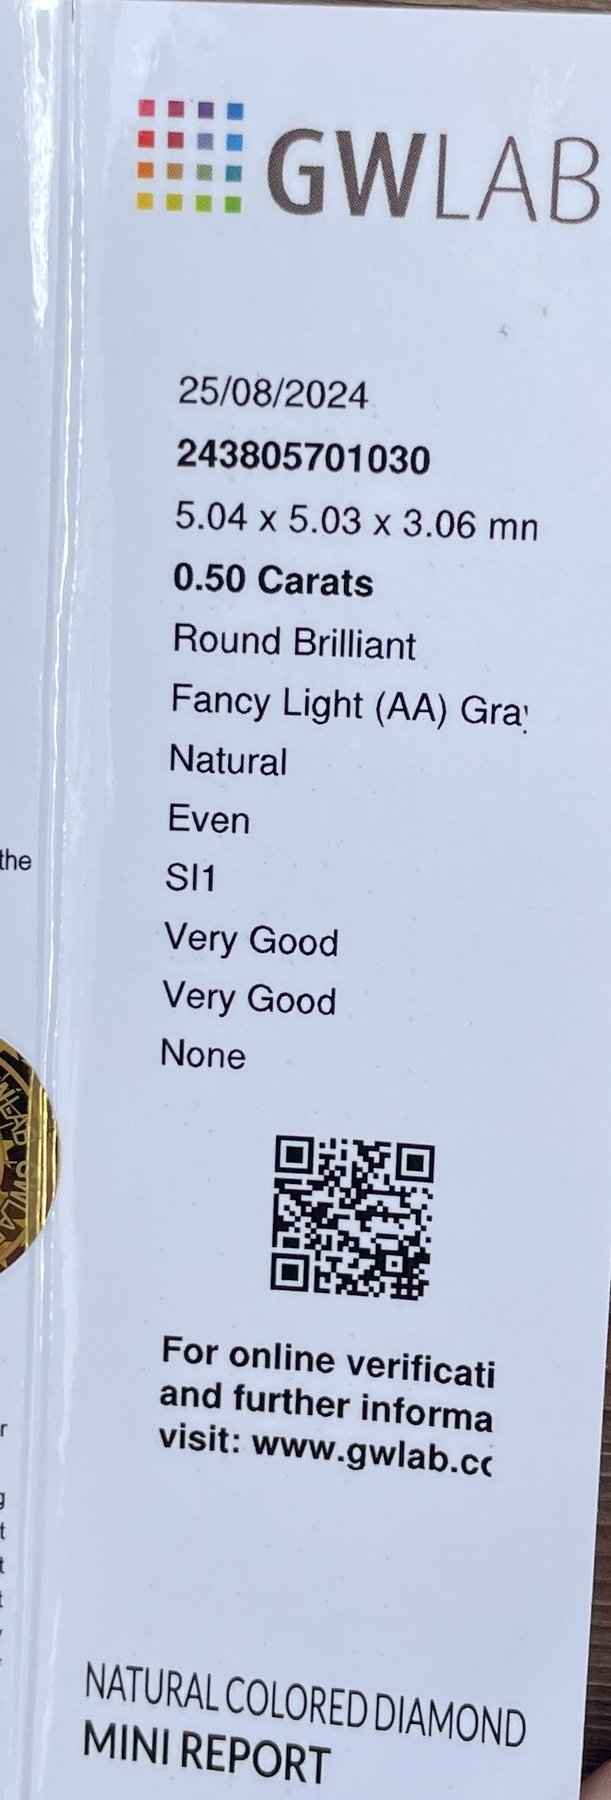 GWLAB
25/08/2024
243805701030
5.04 x 5.03 x 3.06 mn
0.50 Carats
Round Brilliant
Fancy Light (AA) Gra
Natural
Even
the
SI1
Very Good
Very Good
None
GWLAB
For online verificati
and further informa
visit: www.gwlab.cc
NATURAL COLORED DIAMOND
MINI REPORT